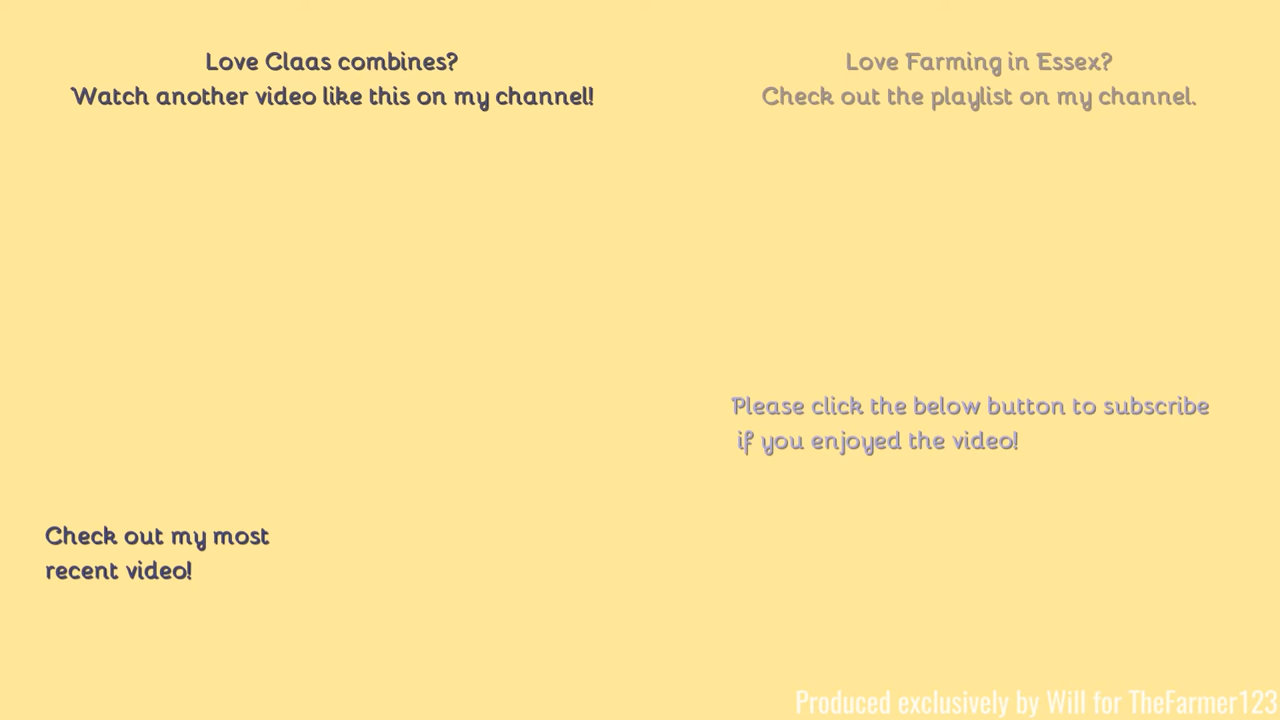 Love Claas combines?
Watch another video like this on my channel!
Love Farming in Essex?
Check out the playlist on my channel.
Please click the below button to subscribe
if you enjoyed the video!
Check out my most
recent video!
Produced exclusively by Will for TheFarmer123